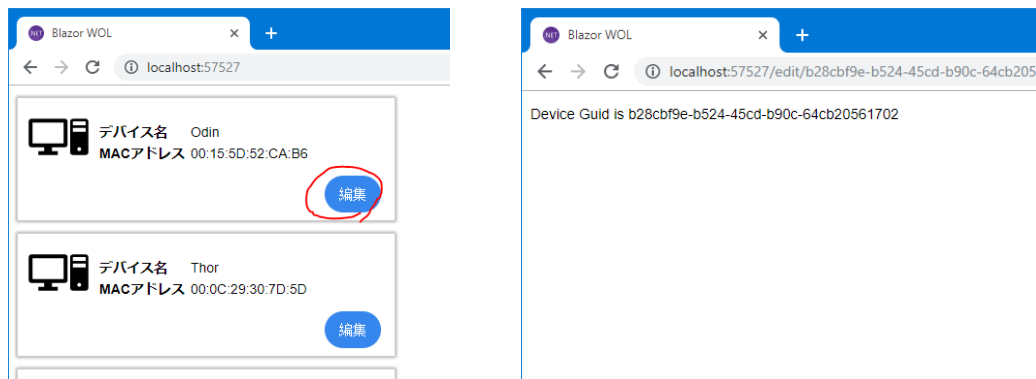 Blazor WOL
localhost:57527
デバイス名 Odin
MACアドレス 00:15:5D:52:CA:B6
編集
デバイス名 Thor
MACアドレス 00:0C:29:30:7D:5D
編集
Blazor WOL
localhost:57527/edit/b28cbf9e-b524-45cd-b90c-64cb205
Device Guid is b28cbf9e-b524-45cd-b90c-64cb20561702